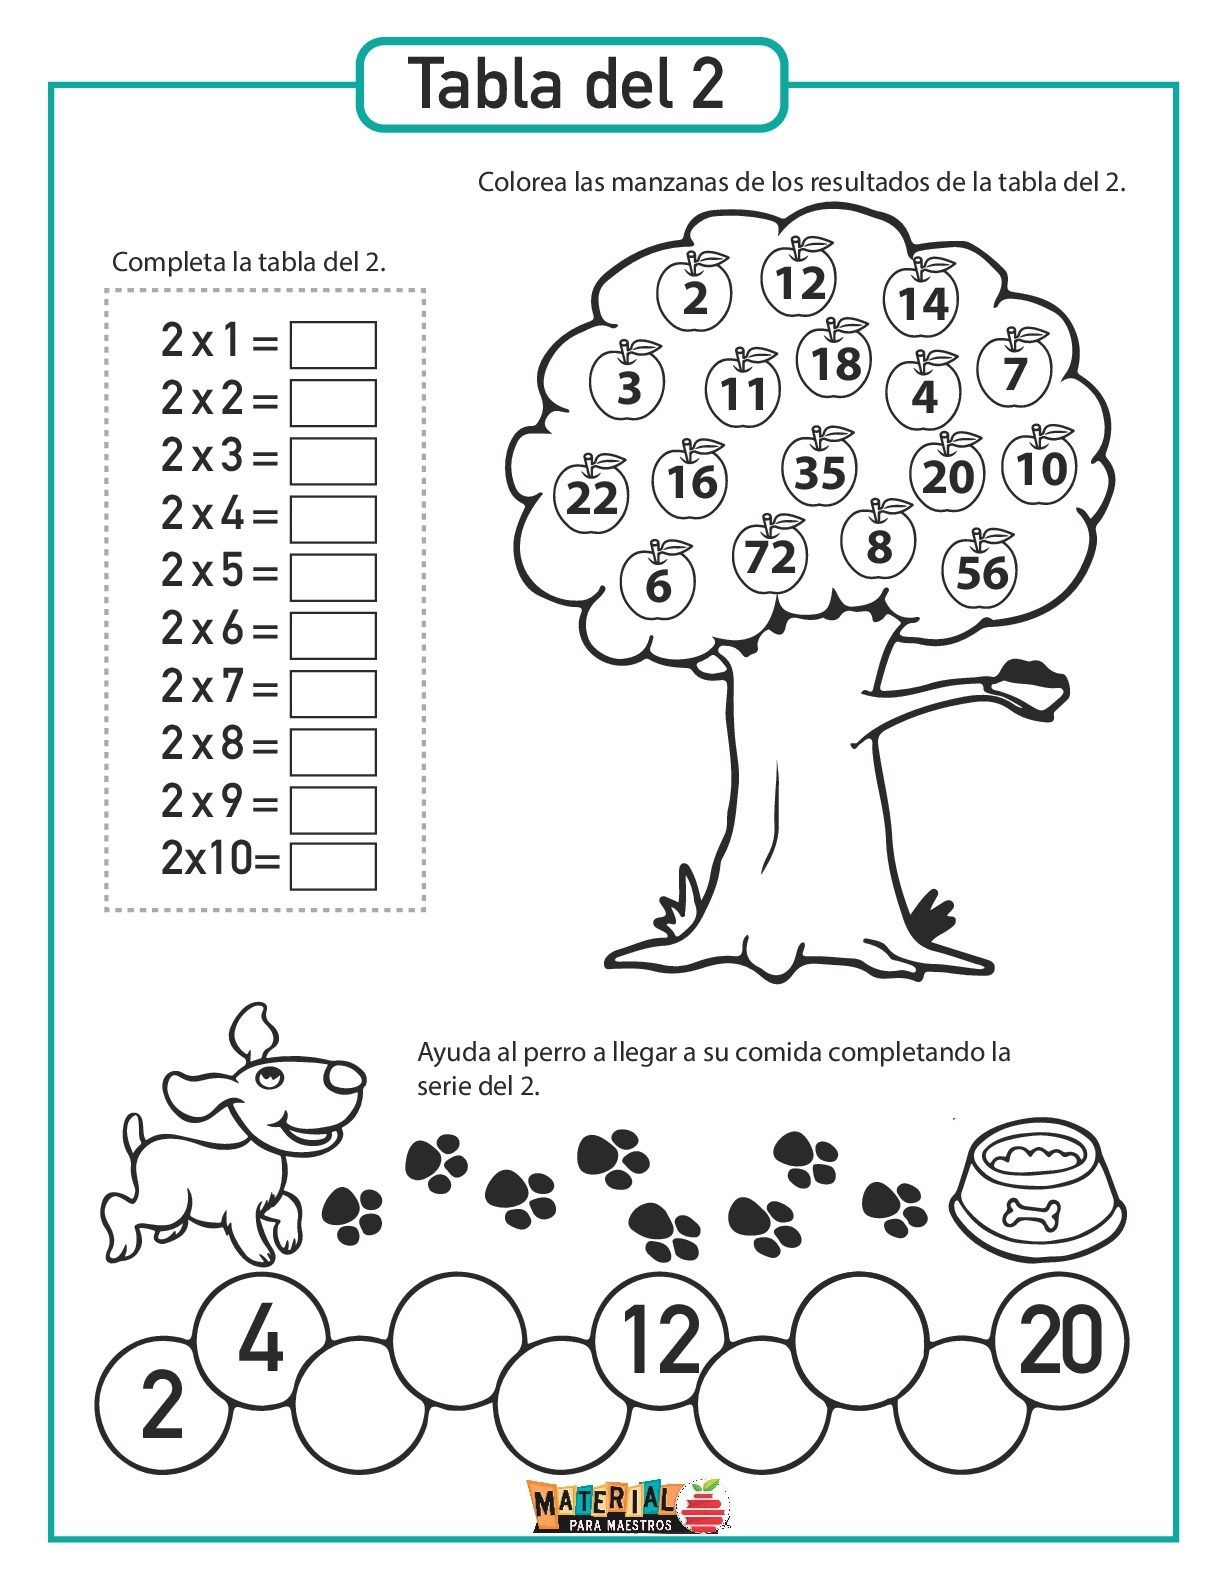 Tabla del 2
Colorea las manzanas de los resultados de la tabla del 2.
Completa la tabla del 2.
2 x 1 =
2 x 2 =
2 x 3 =
2 x 4 =
2 x 5 =
2 x 6 =
2 x 7 =
2 x 8 =
2 x 9 =
2x10=
2
12
14
3
11
18
4
7
22
16
35
20
10
6
72
8
56
Ayuda al perro a llegar a su comida completando la
serie del 2.
2
4
12
20
MATERIAL
PARA MAESTROS